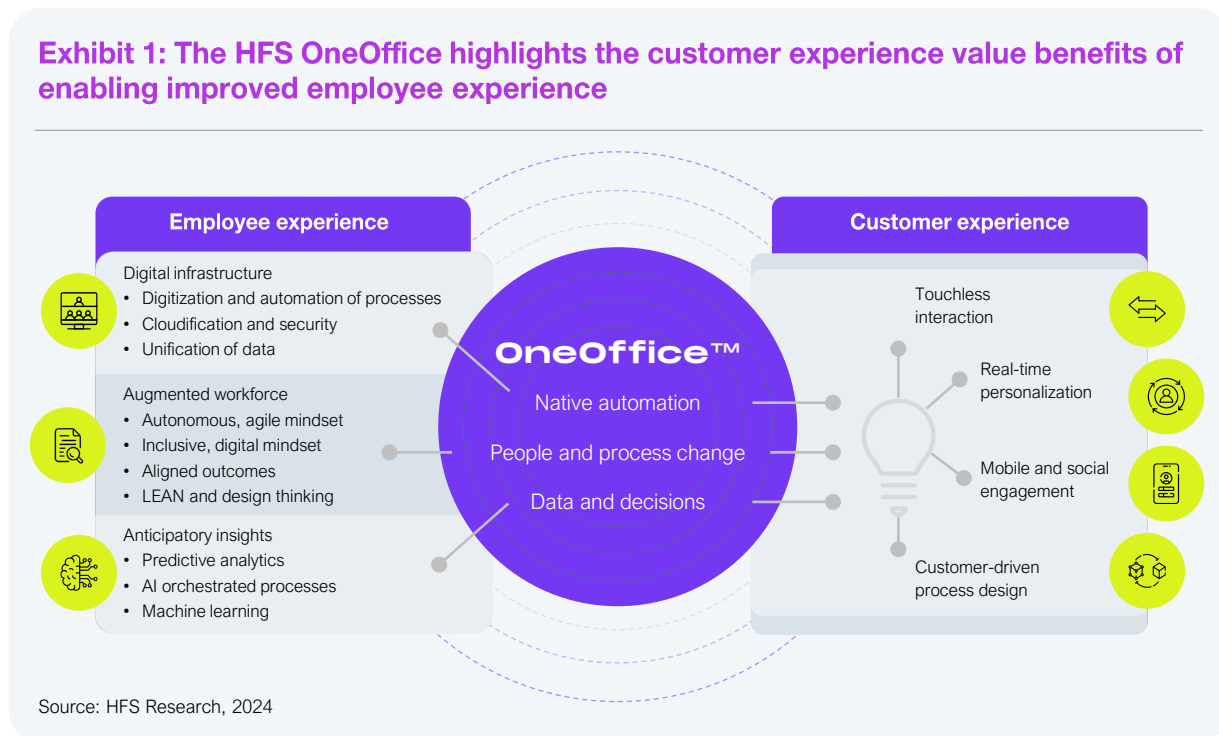 Exhibit 1: The HFS OneOffice highlights the customer experience value benefits of
enabling improved employee experience
Employee experience
Digital infrastructure
• Digitization and automation of processes
• Cloudification and security
• Unification of data
Augmented workforce
• Autonomous, agile mindset
• Inclusive, digital mindset
• Aligned outcomes
• LEAN and design thinking
Anticipatory insights
• Predictive analytics
• AI orchestrated processes
• Machine learning
OneOffice™
Native automation
People and process change
Data and decisions
Customer experience
Touchless
interaction
Real-time
personalization
Mobile and social
engagement
Customer-driven
process design
Source: HFS Research, 2024